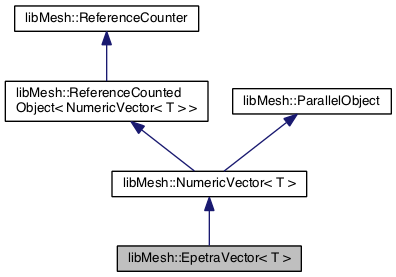 libMesh::ReferenceCounter
libMesh::ReferenceCounted
Object< NumericVector< T >>
libMesh::ParallelObject
libMesh::NumericVector< T >
libMesh::EpetraVector< T >